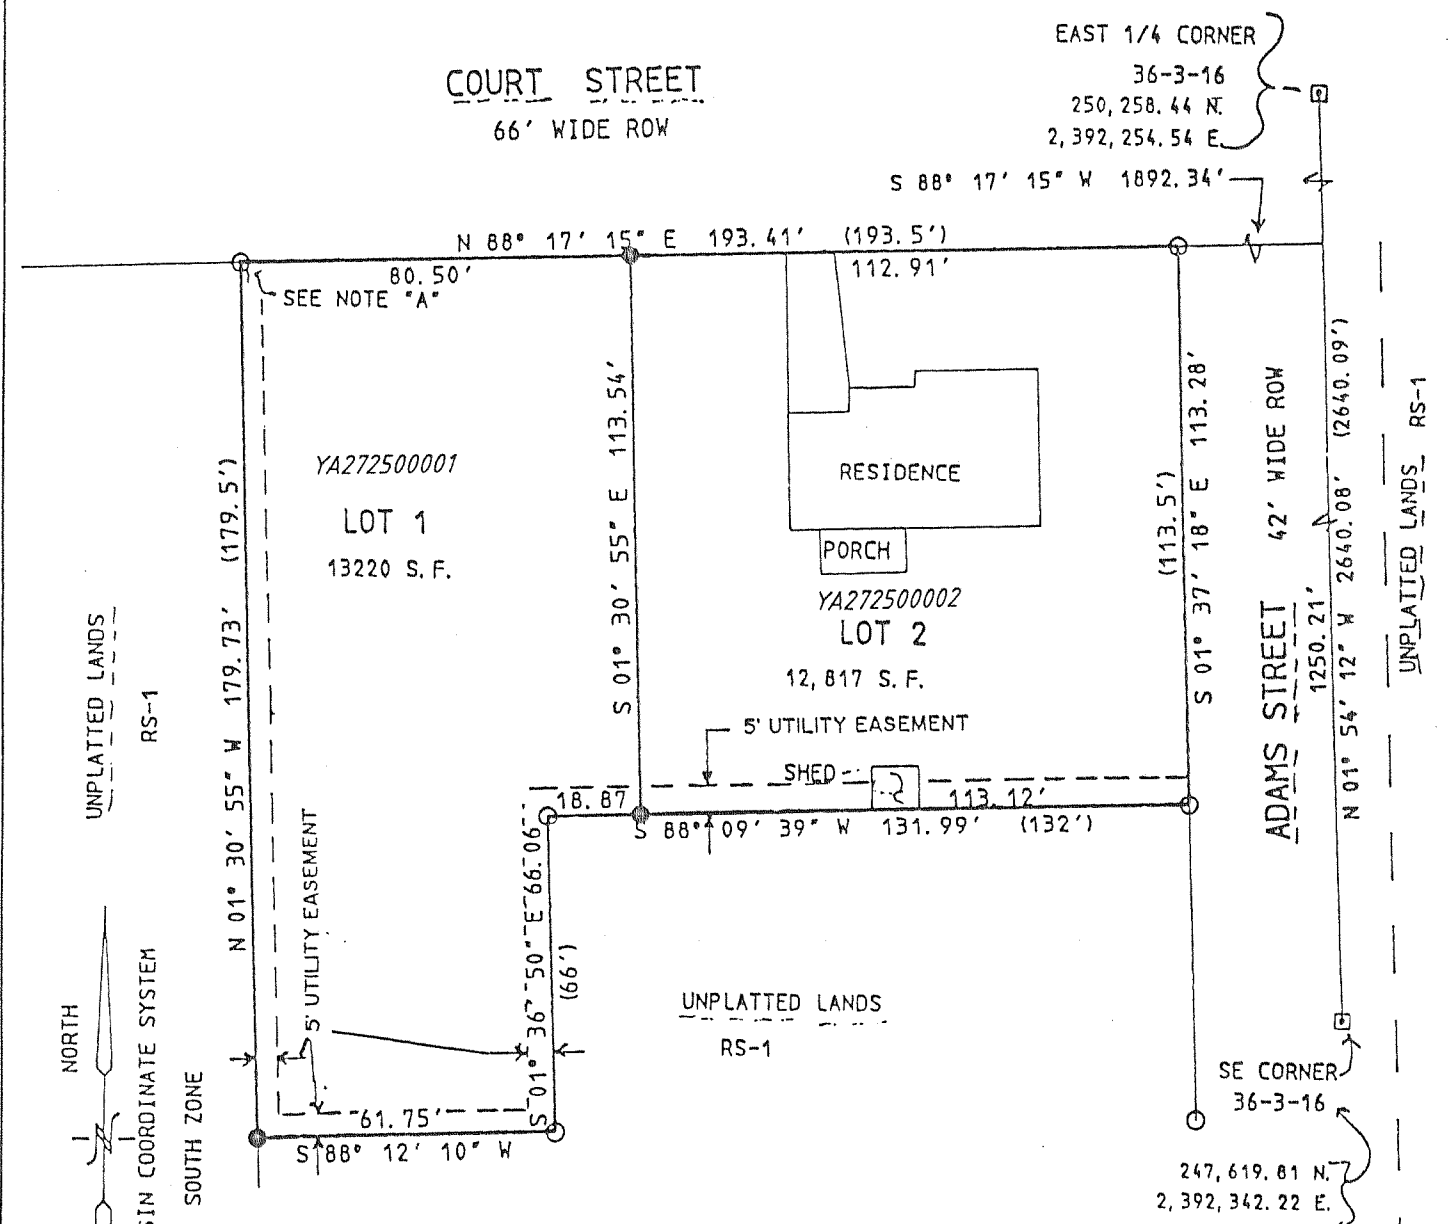 EAST 1/4 CORNER
36-3-16
250,258.44 N.
2,392,254.54 E.
COURT STREET
66' WIDE ROW
S 88° 17' 15" W 1892.34'
N 88° 17' 15" E 193.41' (193.5')
80.50'
112.91'
SEE NOTE "A"
YA272500001
LOT 1
13220 S.F.
N 01° 30' 55" W 179.73' (179.5')
UNPLATTED LANDS
RS-1
S 01° 30' 55" E 113.54'
RESIDENCE
PORCH
YA272500002
LOT 2
12,817 S.F.
5' UTILITY EASEMENT
SHED
18.87
113.12'
S 88° 09' 39" W 131.99' (132')
(113.5')
S 01° 37' 18" E 113.28'
ADAMS STREET 42' WIDE ROW
1250.21'
N 01° 54' 12" W 2640.08' (2640.09')
UNPLATTED LANDS RS-1
5' UTILITY EASEMENT
S 01° 36' 50" E 66.06
(66')
61.75'
S 88° 12' 10" W
UNPLATTED LANDS
RS-1
NORTH
SIN COORDINATE SYSTEM
SOUTH ZONE
SE CORNER
36-3-16
247,619.81 N.
2,392,342.22 E.